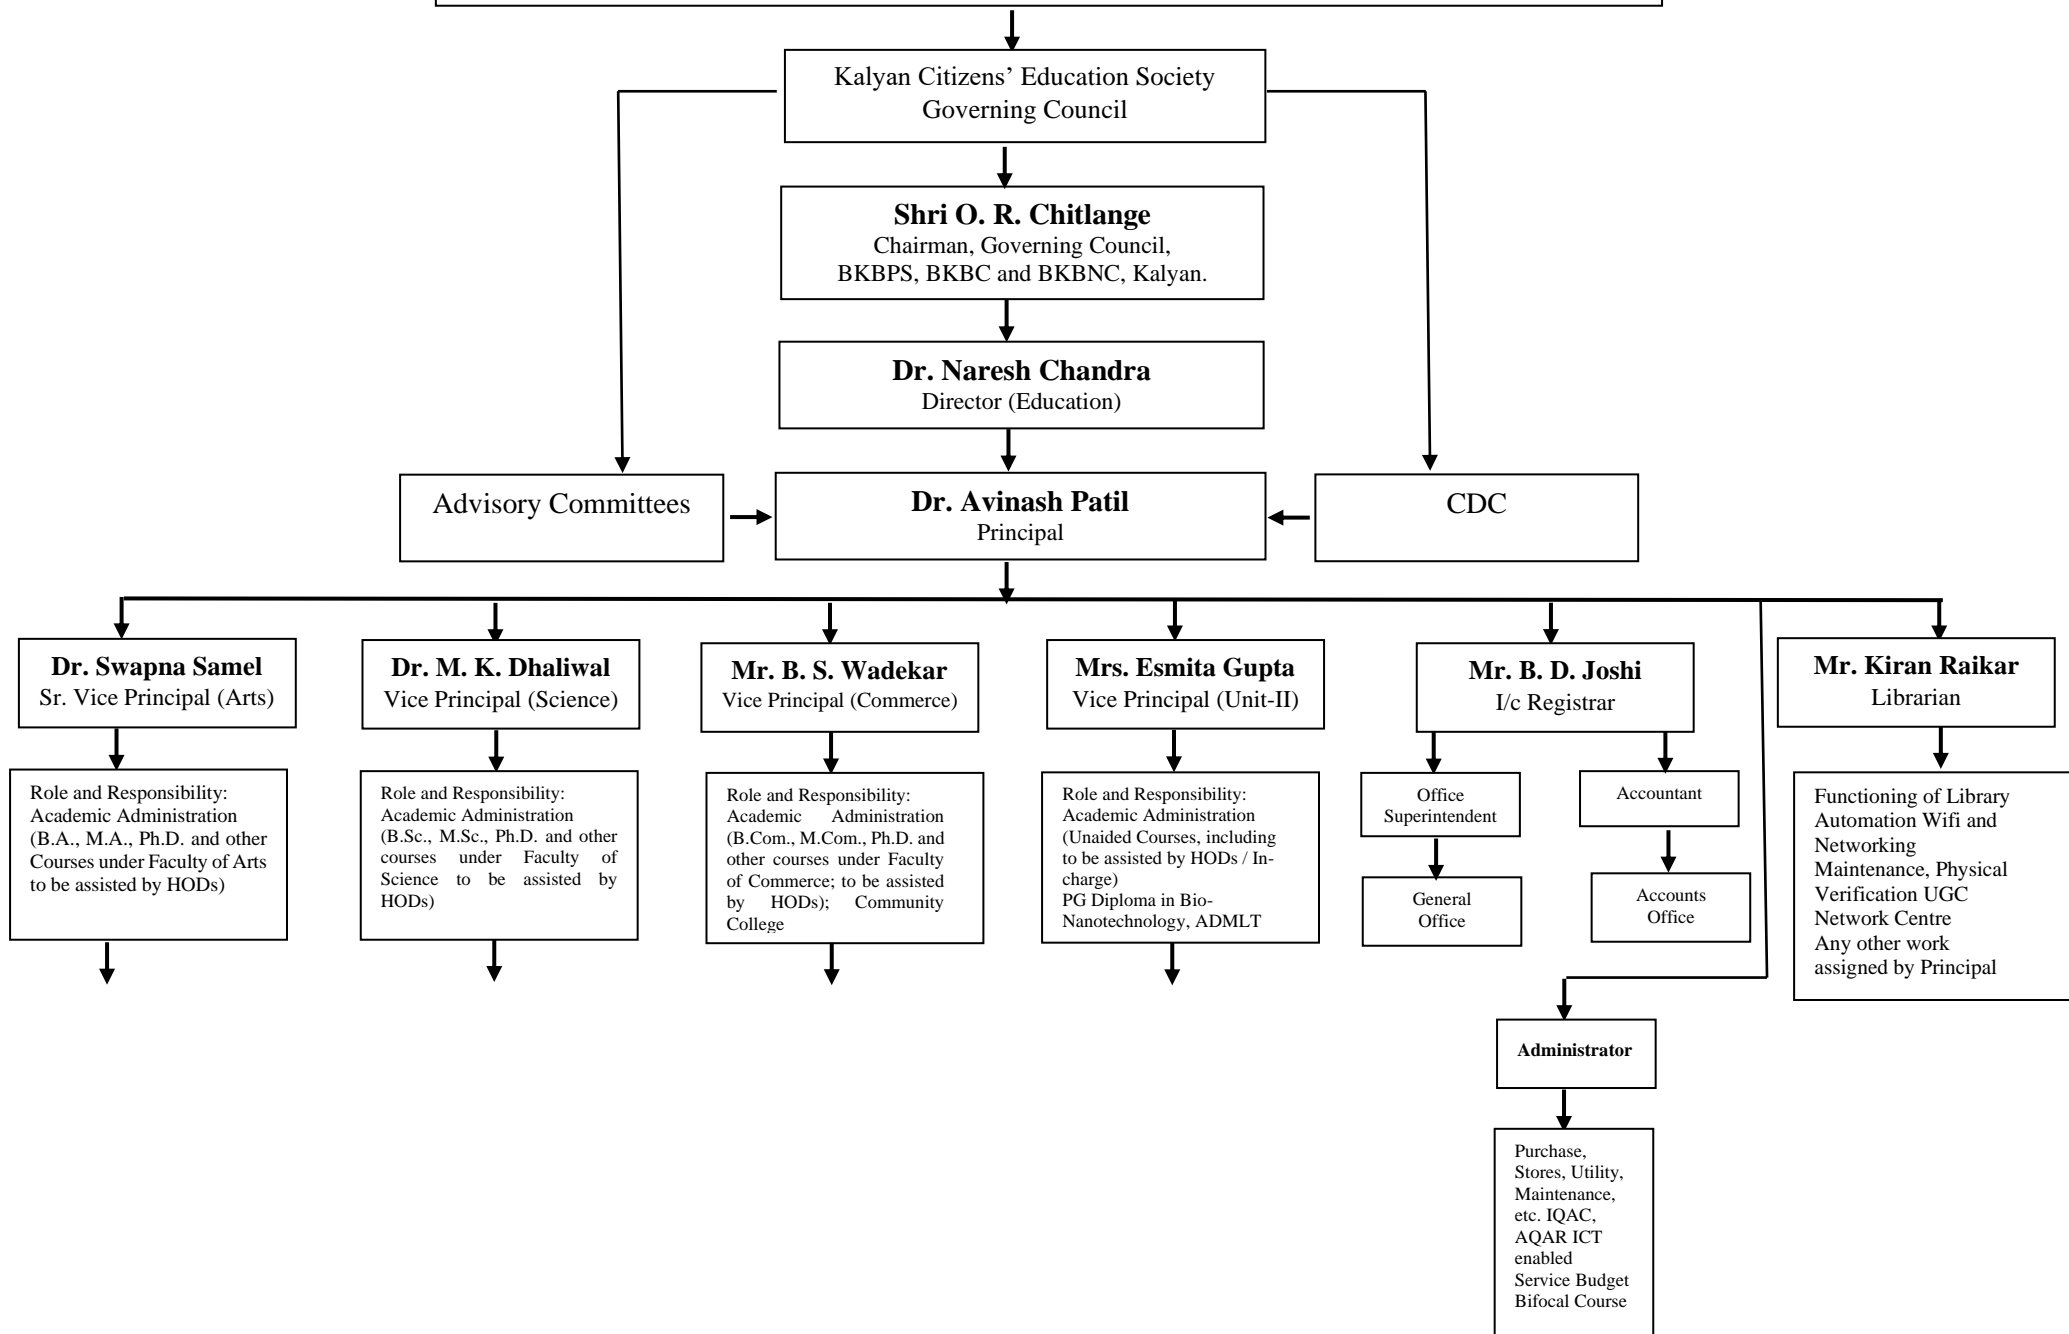 Kalyan Citizens’ Education Society
Governing Council
Shri O. R. Chitlange
Chairman, Governing Council,
BKBPS, BKBC and BKBNC, Kalyan.
Dr. Naresh Chandra
Director (Education)
Advisory Committees
Dr. Avinash Patil
Principal
CDC
Dr. Swapna Samel
Sr. Vice Principal (Arts)
Dr. M. K. Dhaliwal
Vice Principal (Science)
Mr. B. S. Wadekar
Vice Principal (Commerce)
Mrs. Esmita Gupta
Vice Principal (Unit-II)
Mr. B. D. Joshi
I/c Registrar
Mr. Kiran Raikar
Librarian
Role and Responsibility:
Academic Administration
(B.A., M.A., Ph.D. and other
Courses under Faculty of Arts
to be assisted by HODs)
Role and Responsibility:
Academic Administration
(B.Sc., M.Sc., Ph.D. and other
courses under Faculty of
Science to be assisted by
HODs)
Role and Responsibility:
Academic Administration
(B.Com., M.Com., Ph.D. and
other courses under Faculty
of Commerce; to be assisted
by HODs); Community
College
Role and Responsibility:
Academic Administration
(Unaided Courses, including
to be assisted by HODs / In-
charge)
PG Diploma in Bio-
Nanotechnology, ADMLT
Office
Superintendent
General
Office
Accountant
Accounts
Office
Functioning of Library
Automation Wifi and
Networking
Maintenance, Physical
Verification UGC
Network Centre
Any other work
assigned by Principal
Administrator
Purchase,
Stores, Utility,
Maintenance,
etc. IQAC,
AQAR ICT
enabled
Service Budget
Bifocal Course